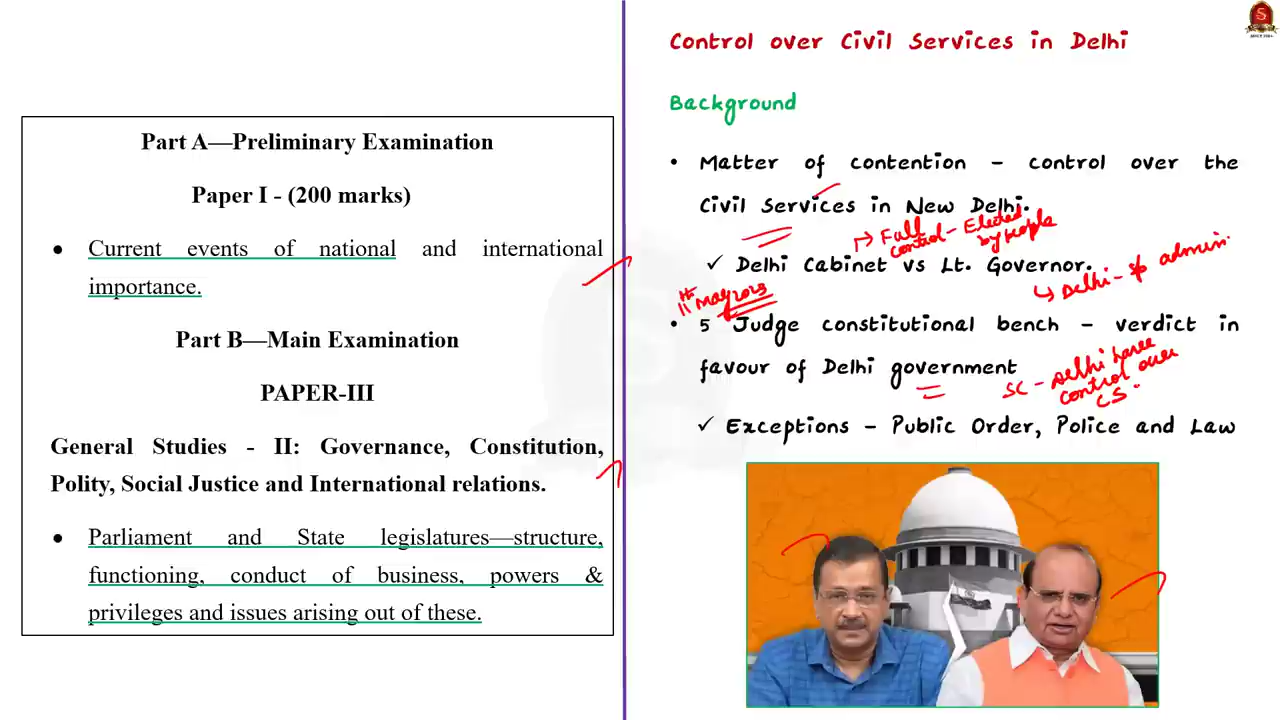 Part A—Preliminary Examination
Paper I - (200 marks)
● Current events of national and international
importance.
Part B—Main Examination
PAPER-III
General Studies - II: Governance, Constitution,
Polity, Social Justice and International relations.
● Parliament and State legislatures—structure,
functioning, conduct of business, powers &
privileges and issues arising out of these.
Control over Civil Services in Delhi
Background
• Matter of contention – control over the
Civil Services in New Delhi.
↱ Full control - Elected
by people
✓ Delhi Cabinet vs Lt. Governor.
↳ Delhi - sp admin.
11th May 2023
• 5 Judge constitutional bench – verdict in
favour of Delhi government
SC - Delhi have
control over
CS.
✓ Exceptions – Public Order, Police and Law
S